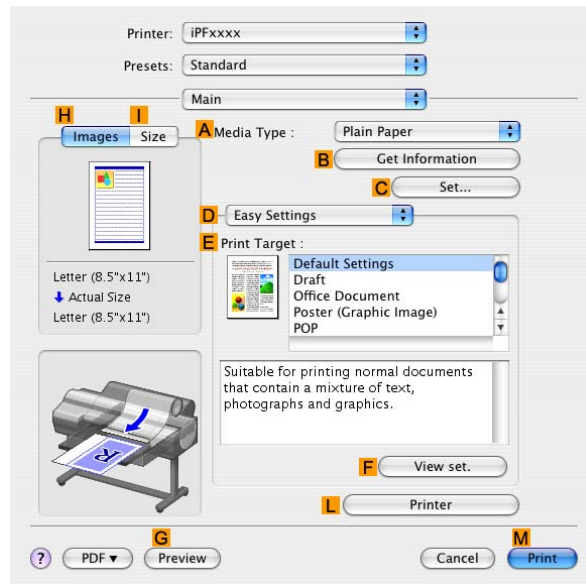 Printer: iPFxxxx
Presets: Standard
Main
H I
Images Size
A Media Type : Plain Paper
B Get Information
C Set...
D Easy Settings
E Print Target :
Default Settings
Draft
Office Document
Poster (Graphic Image)
POP
Letter (8.5"x11")
Actual Size
Letter (8.5"x11")
Suitable for printing normal documents
that contain a mixture of text,
photographs and graphics.
R
F View set.
L Printer
G M
? PDF Preview Cancel Print